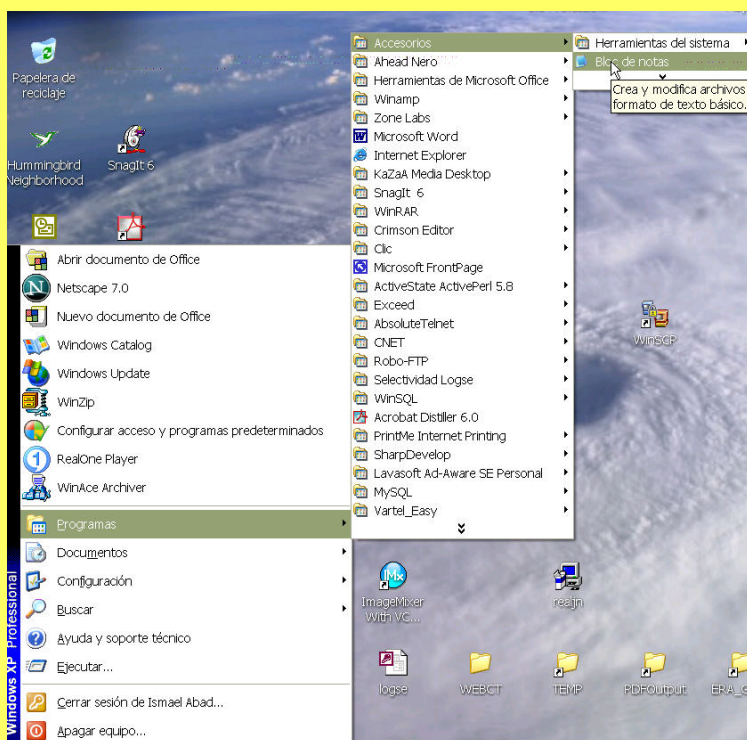 Papelera de
reciclaje
Hummingbird
Neighborhood
SnagIt 6
Abrir documento de Office
Netscape 7.0
Nuevo documento de Office
Windows Catalog
Windows Update
WinZip
Configurar acceso y programas predeterminados
RealOne Player
WinAce Archiver
Programas
Documentos
Configuración
Buscar
Ayuda y soporte técnico
Ejecutar...
Cerrar sesión de Ismael Abad...
Apagar equipo...
Windows XP Professional
Accesorios
Ahead Nero
Herramientas de Microsoft Office
Winamp
Zone Labs
Microsoft Word
Internet Explorer
KaZaA Media Desktop
SnagIt 6
WinRAR
Crimson Editor
Clic
Microsoft FrontPage
ActiveState ActivePerl 5.8
Exceed
AbsoluteTelnet
CNET
Robo-FTP
Selectividad Logse
WinSQL
Acrobat Distiller 6.0
PrintMe Internet Printing
SharpDevelop
Lavasoft Ad-Aware SE Personal
MySQL
Vartel_Easy
Herramientas del sistema
Bloc de notas
Crea y modifica archivos
formato de texto básico.
WinSCP
ImageMixer
With VC...
realjn
logse
WEBCT
TEMP
PDFOutput
ERA_G